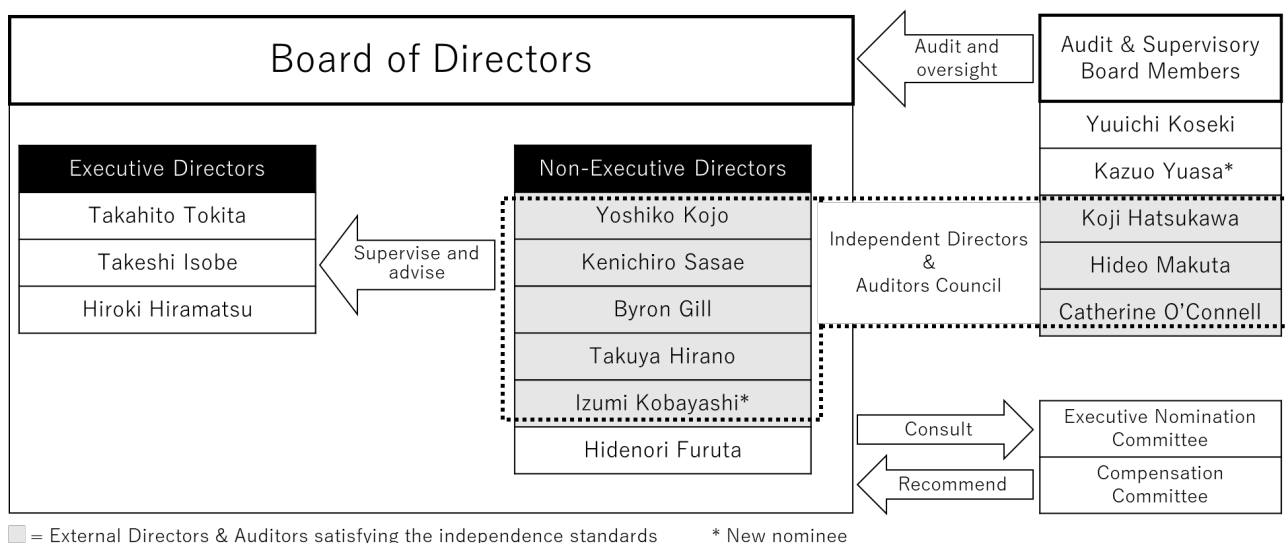 Board of Directors
Audit and
oversight
Audit & Supervisory
Board Members
Yuuichi Koseki
Kazuo Yuasa*
Koji Hatsukawa
Hideo Makuta
Catherine O’Connell
Executive Directors
Takahito Tokita
Takeshi Isobe
Hiroki Hiramatsu
Supervise and
advise
Non-Executive Directors
Yoshiko Kojo
Kenichiro Sasae
Byron Gill
Takuya Hirano
Izumi Kobayashi*
Hidenori Furuta
Independent Directors
&
Auditors Council
Consult
Recommend
Executive Nomination
Committee
Compensation
Committee
= External Directors & Auditors satisfying the independence standards
* New nominee